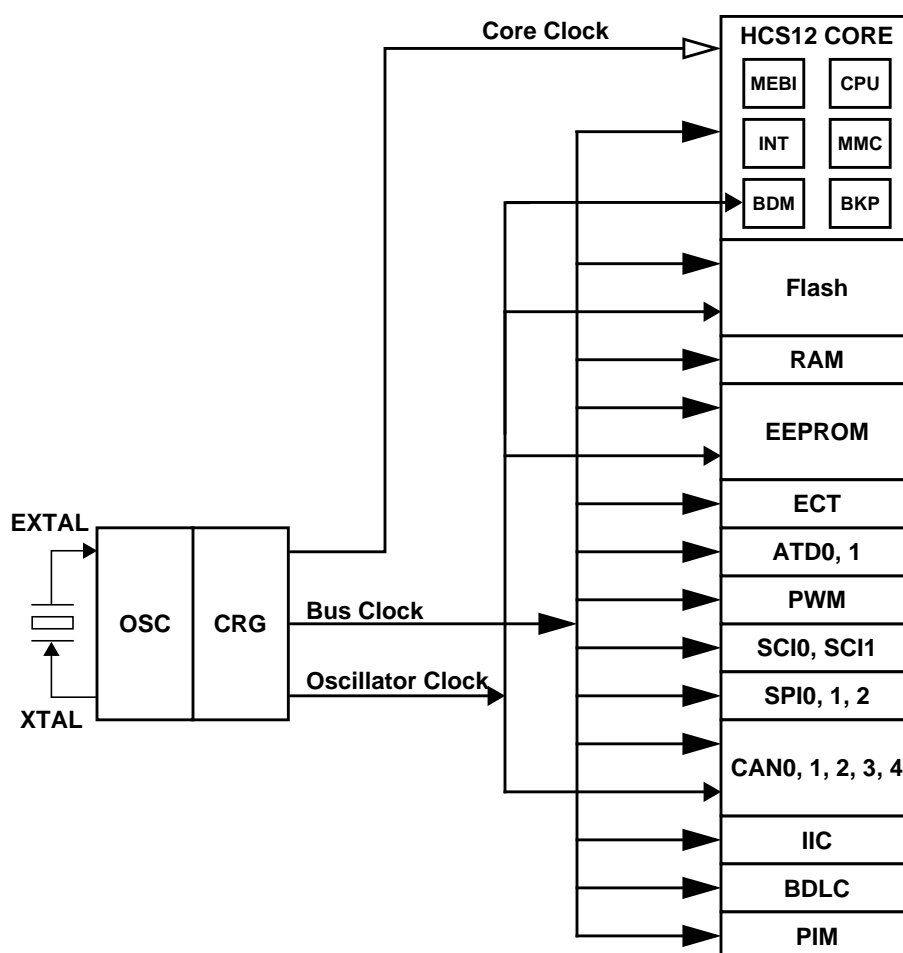 Core Clock
HCS12 CORE
MEBI
CPU
INT
MMC
BDM
BKP
Flash
RAM
EEPROM
ECT
EXTAL
ATD0, 1
PWM
OSC
CRG
Bus Clock
SCI0, SCI1
Oscillator Clock
SPI0, 1, 2
XTAL
CAN0, 1, 2, 3, 4
IIC
BDLC
PIM